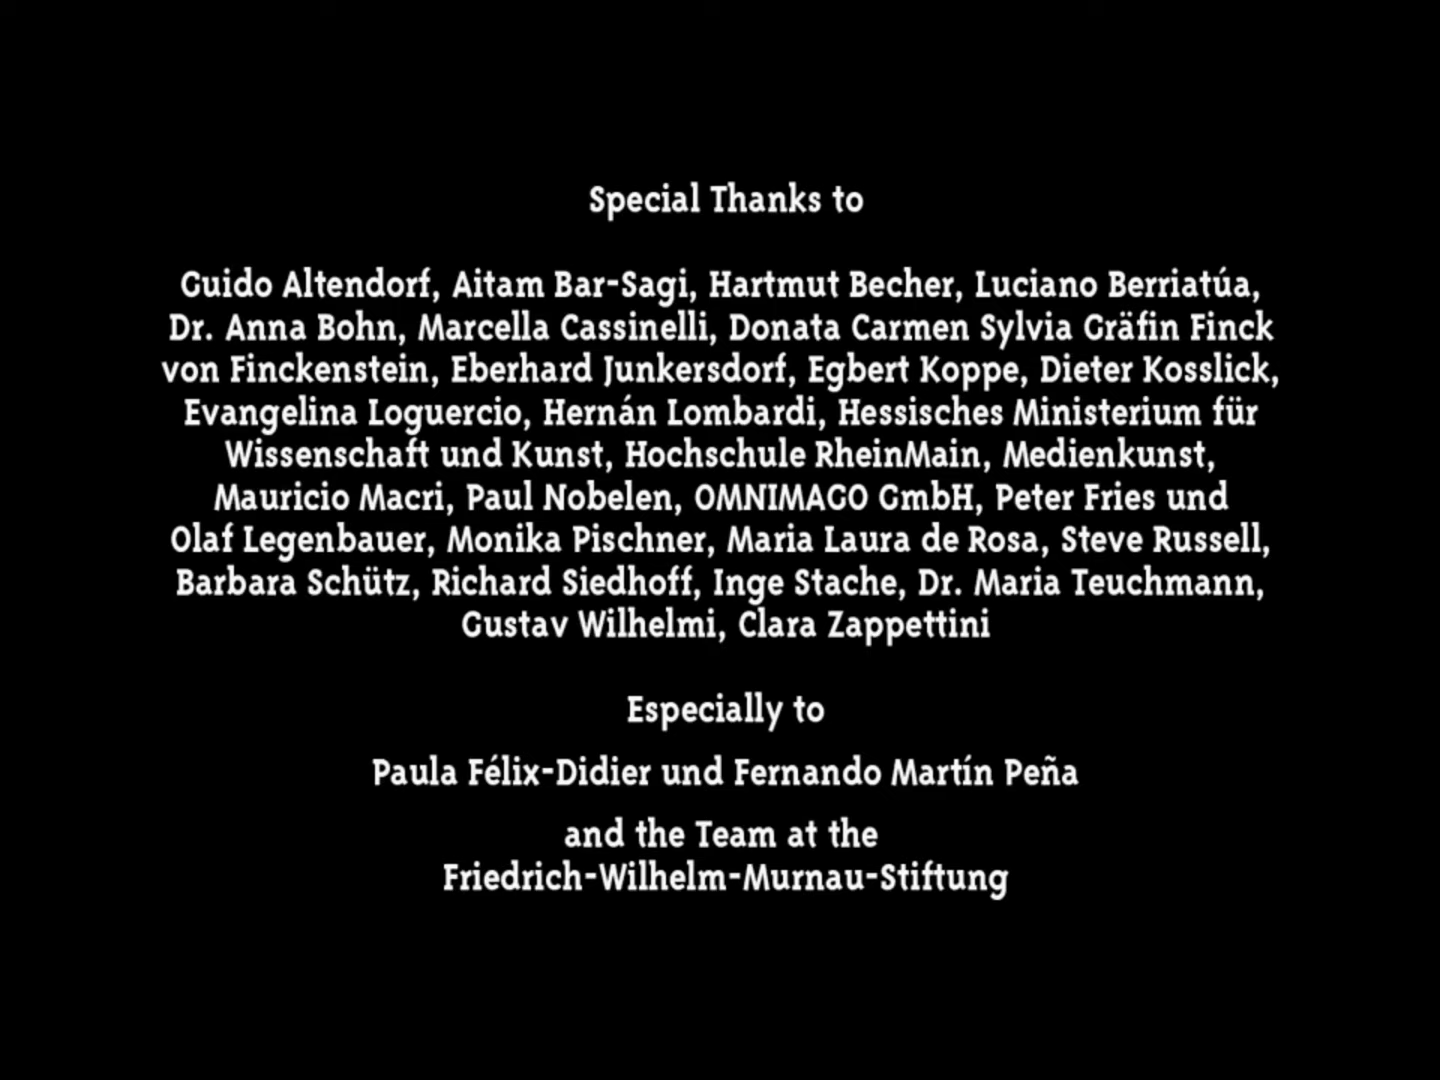 Special Thanks to
Guido Altendorf, Aitam Bar-Sagi, Hartmut Becher, Luciano Berriatúa,
Dr. Anna Bohn, Marcella Cassinelli, Donata Carmen Sylvia Gräfin Finck
von Finckenstein, Eberhard Junkersdorf, Egbert Koppe, Dieter Kosslick,
Evangelina Loguercio, Hernán Lombardi, Hessisches Ministerium für
Wissenschaft und Kunst, Hochschule RheinMain, Medienkunst,
Mauricio Macri, Paul Nobelen, OMNIMAGO GmbH, Peter Fries und
Olaf Legenbauer, Monika Pischner, Maria Laura de Rosa, Steve Russell,
Barbara Schütz, Richard Siedhoff, Inge Stache, Dr. Maria Teuchmann,
Gustav Wilhelmi, Clara Zappettini
Especially to
Paula Félix-Didier und Fernando Martín Peña
and the Team at the
Friedrich-Wilhelm-Murnau-Stiftung